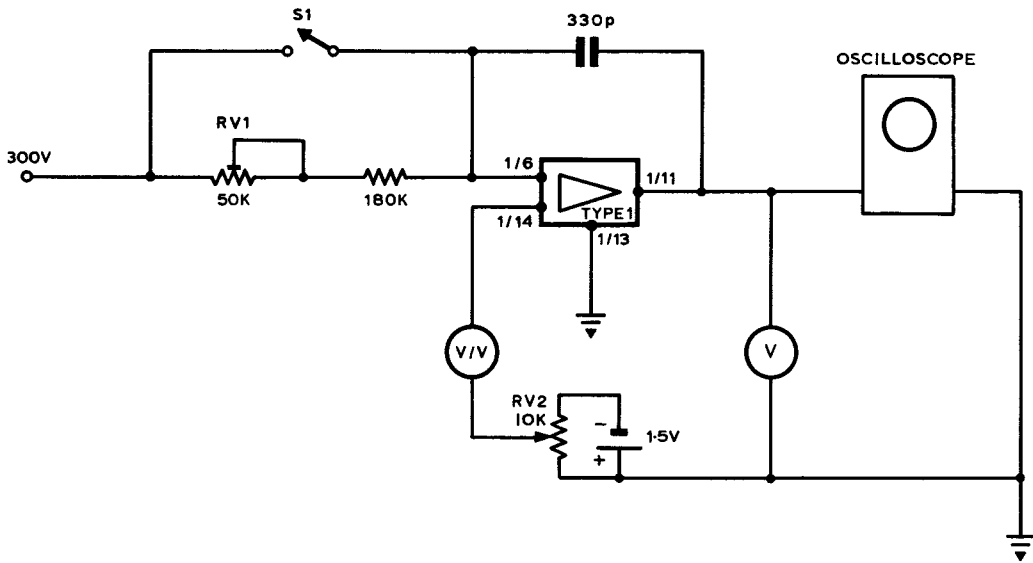 S1
330p
OSCILLOSCOPE
RV1
300V
50K
180K
1/6
1/11
TYPE1
1/14
1/13
V/V
V
RV2
10K
-
+
1·5V